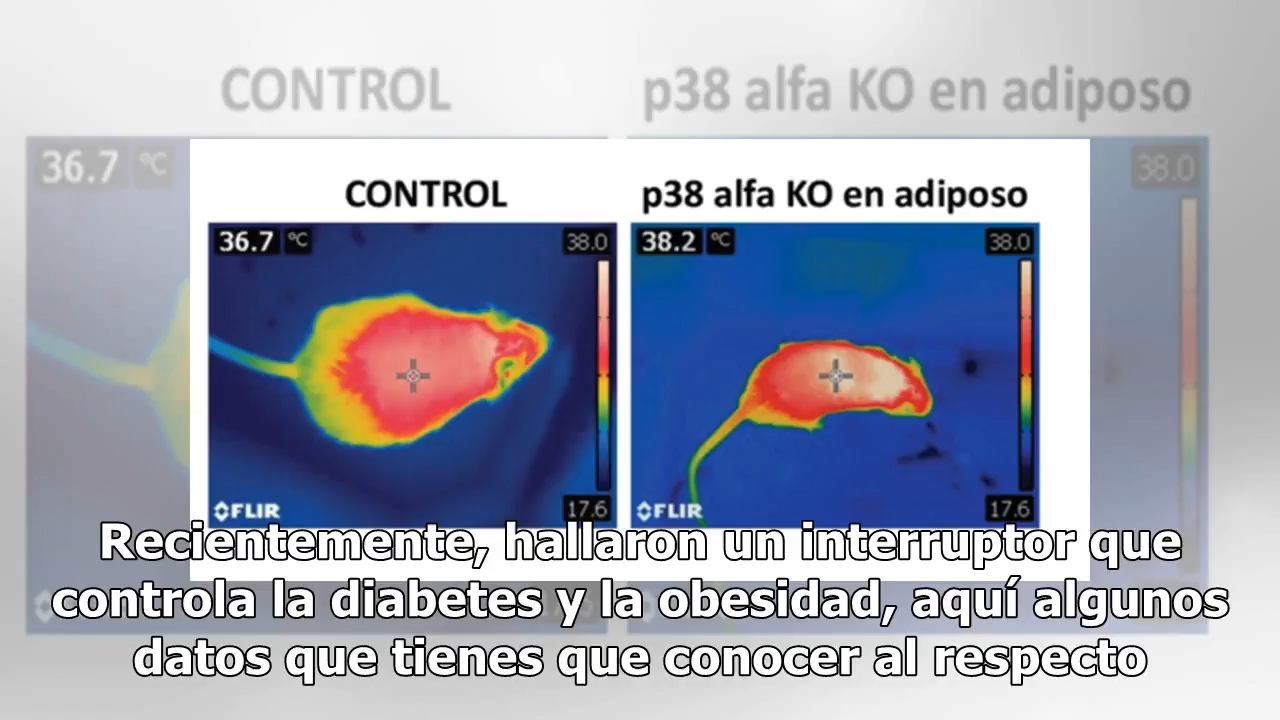 CONTROL p38 alfa KO en adiposo
36.7 °C 38.0
CONTROL p38 alfa KO en adiposo
36.7 °C 38.0 38.2 °C 38.0
FLIR 17.6 FLIR 17.6
Recientemente, hallaron un interruptor que
controla la diabetes y la obesidad, aquí algunos
datos que tienes que conocer al respecto